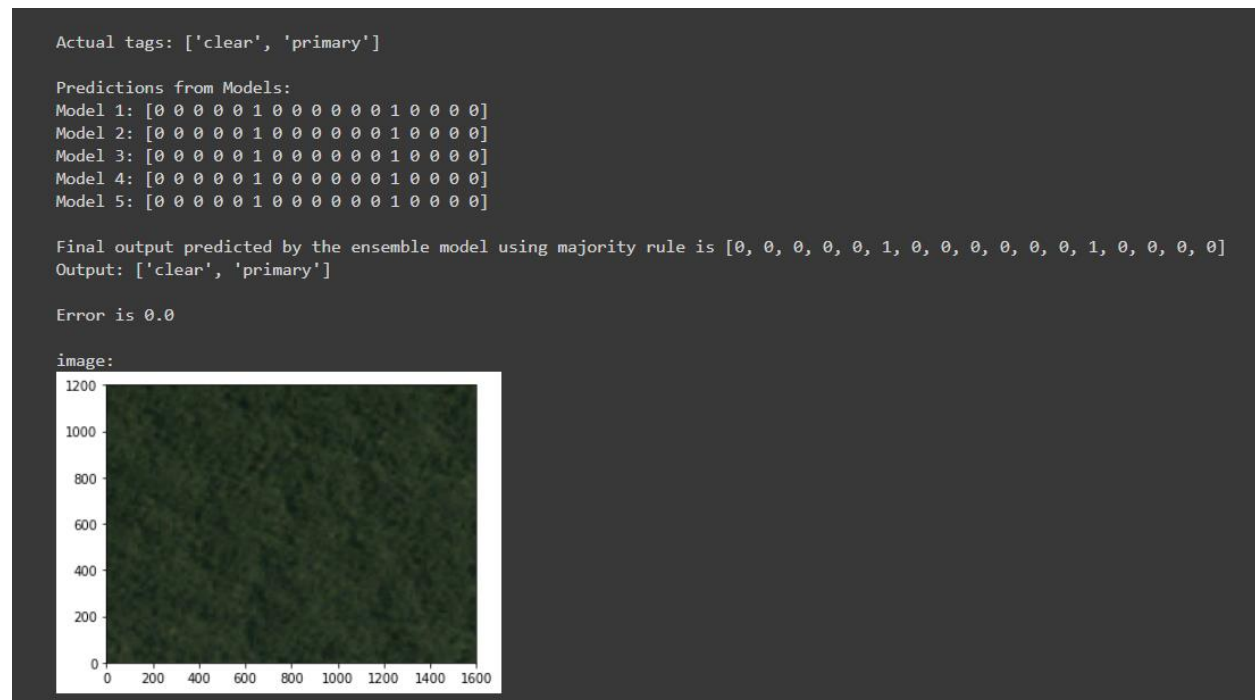 Actual tags: ['clear', 'primary']
Predictions from Models:
Model 1: [0 0 0 0 0 1 0 0 0 0 0 0 1 0 0 0 0]
Model 2: [0 0 0 0 0 1 0 0 0 0 0 0 1 0 0 0 0]
Model 3: [0 0 0 0 0 1 0 0 0 0 0 0 1 0 0 0 0]
Model 4: [0 0 0 0 0 1 0 0 0 0 0 0 1 0 0 0 0]
Model 5: [0 0 0 0 0 1 0 0 0 0 0 0 1 0 0 0 0]
Final output predicted by the ensemble model using majority rule is [0, 0, 0, 0, 0, 1, 0, 0, 0, 0, 0, 0, 1, 0, 0, 0, 0]
Output: ['clear', 'primary']
Error is 0.0
image:
1200
1000
800
600
400
200
0
0 200 400 600 800 1000 1200 1400 1600